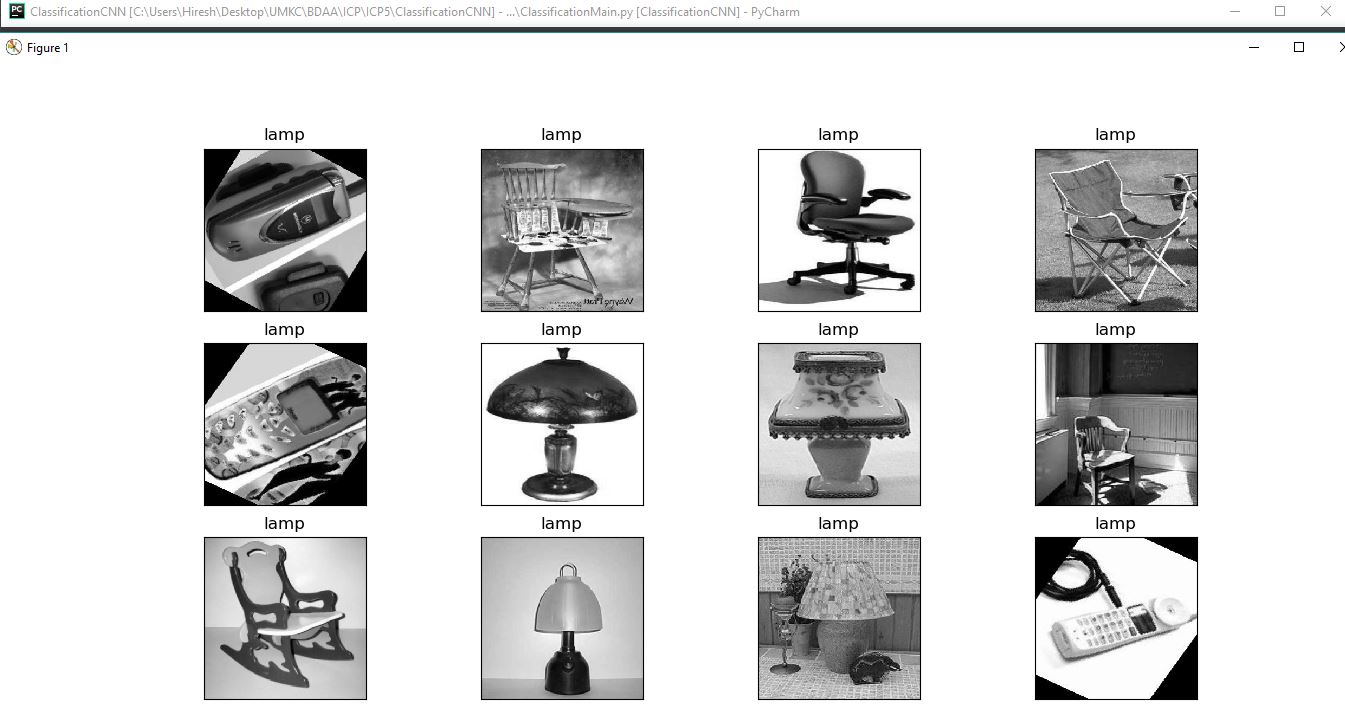 ClassificationCNN [C:\Users\Hiresh\Desktop\UMKC\BDAA\ICP\ICP5\ClassificationCNN] - ...\ClassificationMain.py [ClassificationCNN] - PyCharm
Figure 1
lamp lamp lamp lamp
lamp lamp lamp lamp
lamp lamp lamp lamp